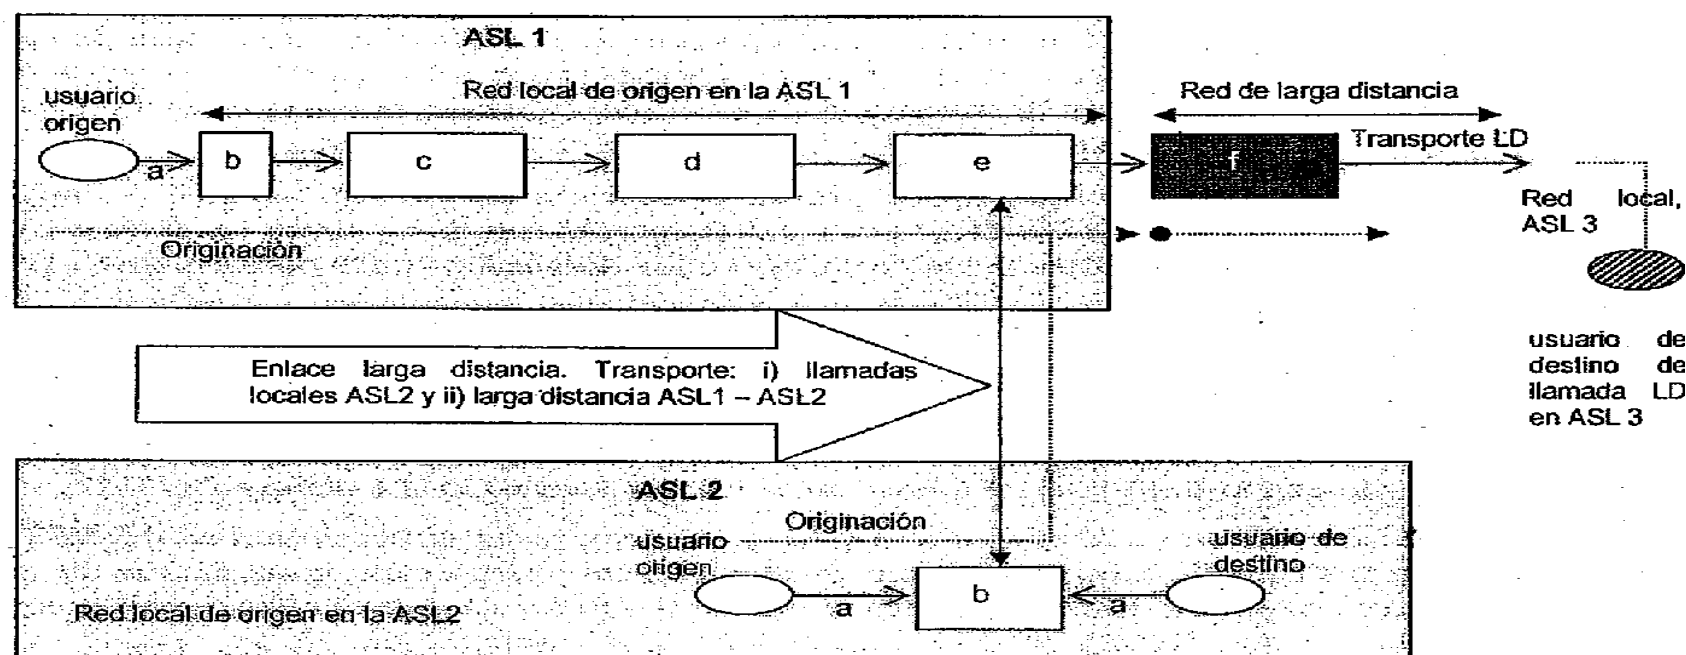 ASL 1
Red local de origen en la ASL 1
Red de larga distancia
usuario
origen
a
b
c
d
e
f
Transporte LD
Red local,
ASL 3
Originación
usuario de
destino de
llamada LD
en ASL 3
Enlace larga distancia. Transporte: i) llamadas
locales ASL2 y ii) larga distancia ASL1 – ASL2
ASL 2
Originación
usuario
origen
usuario de
destino
a
b
a
Red local de origen en la ASL2